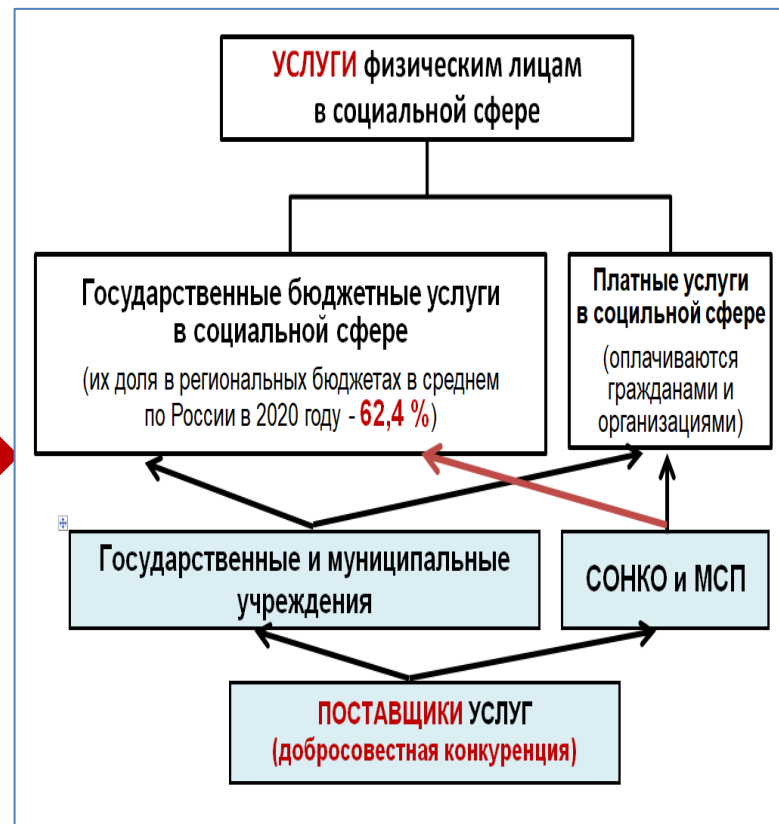 УСЛУГИ физическим лицам
в социальной сфере
Государственные бюджетные услуги
в социальной сфере
(их доля в региональных бюджетах в среднем
по России в 2020 году - 62,4 %)
Платные услуги
в социльной сфере
(оплачиваются
гражданами и
организациями)
Государственные и муниципальные
учреждения
СОНКО и МСП
ПОСТАВЩИКИ УСЛУГ
(добросовестная конкуренция)